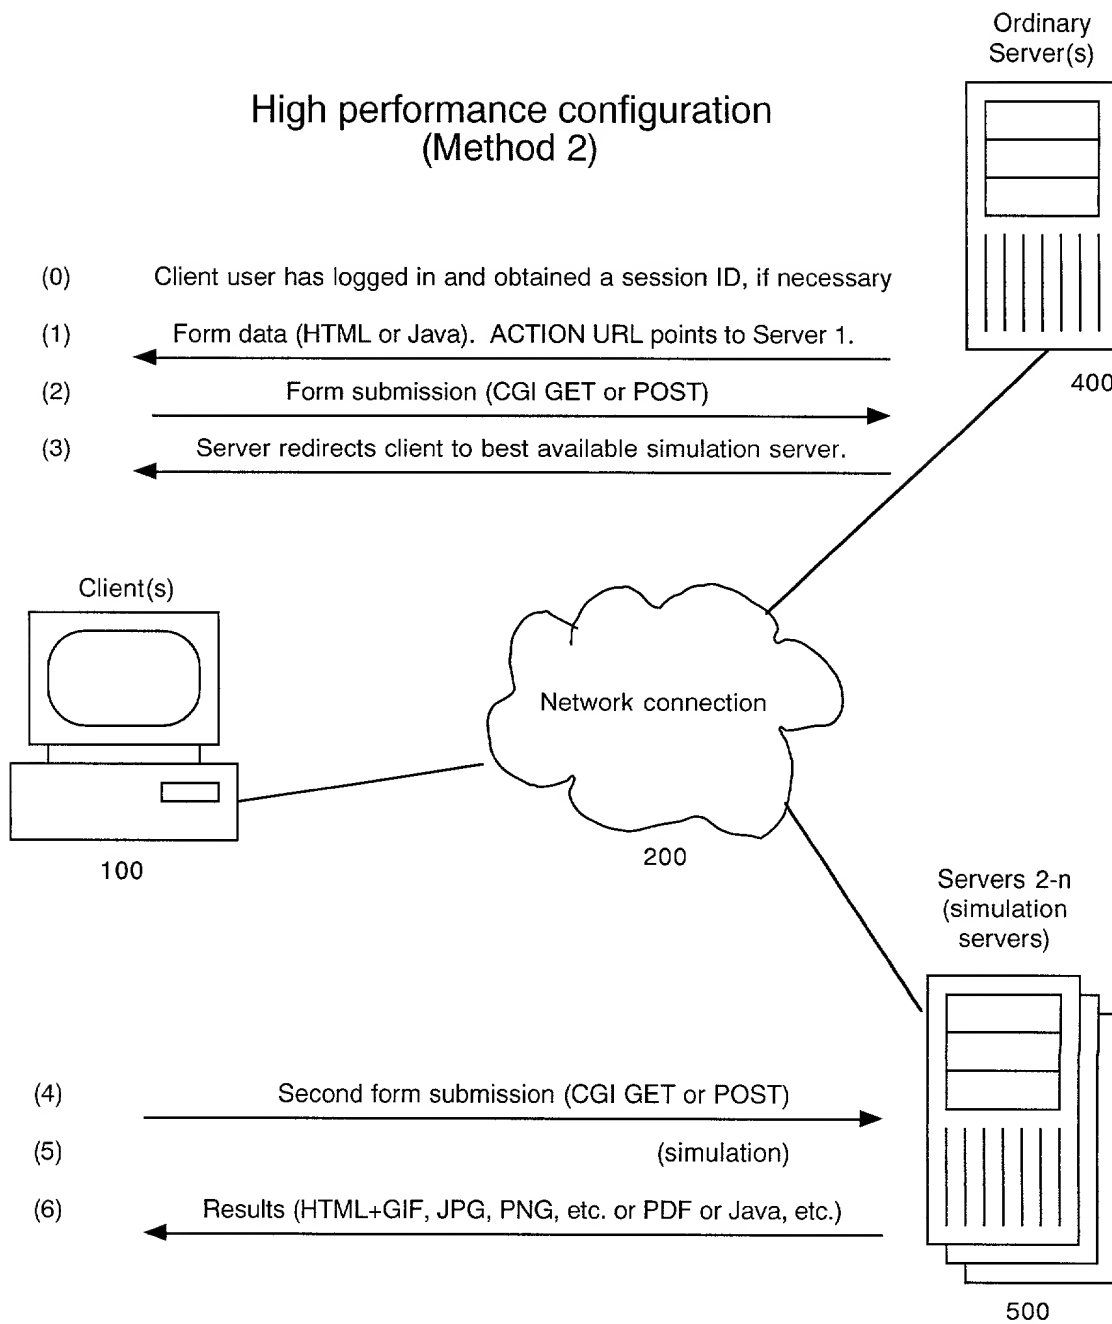 Ordinary
Server(s)
High performance configuration
(Method 2)
(0) Client user has logged in and obtained a session ID, if necessary
(1) Form data (HTML or Java). ACTION URL points to Server 1.
400
(2) Form submission (CGI GET or POST)
(3) Server redirects client to best available simulation server.
Client(s)
Network connection
100
200
Servers 2-n
(simulation
servers)
(4) Second form submission (CGI GET or POST)
(5) (simulation)
(6) Results (HTML+GIF, JPG, PNG, etc. or PDF or Java, etc.)
500